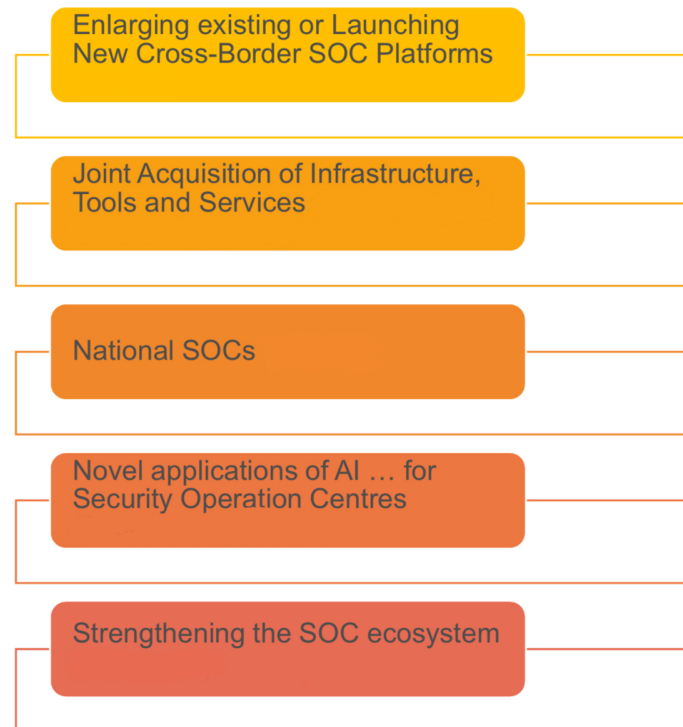 Enlarging existing or Launching
New Cross-Border SOC Platforms
Joint Acquisition of Infrastructure,
Tools and Services
National SOCs
Novel applications of AI … for
Security Operation Centres
Strengthening the SOC ecosystem